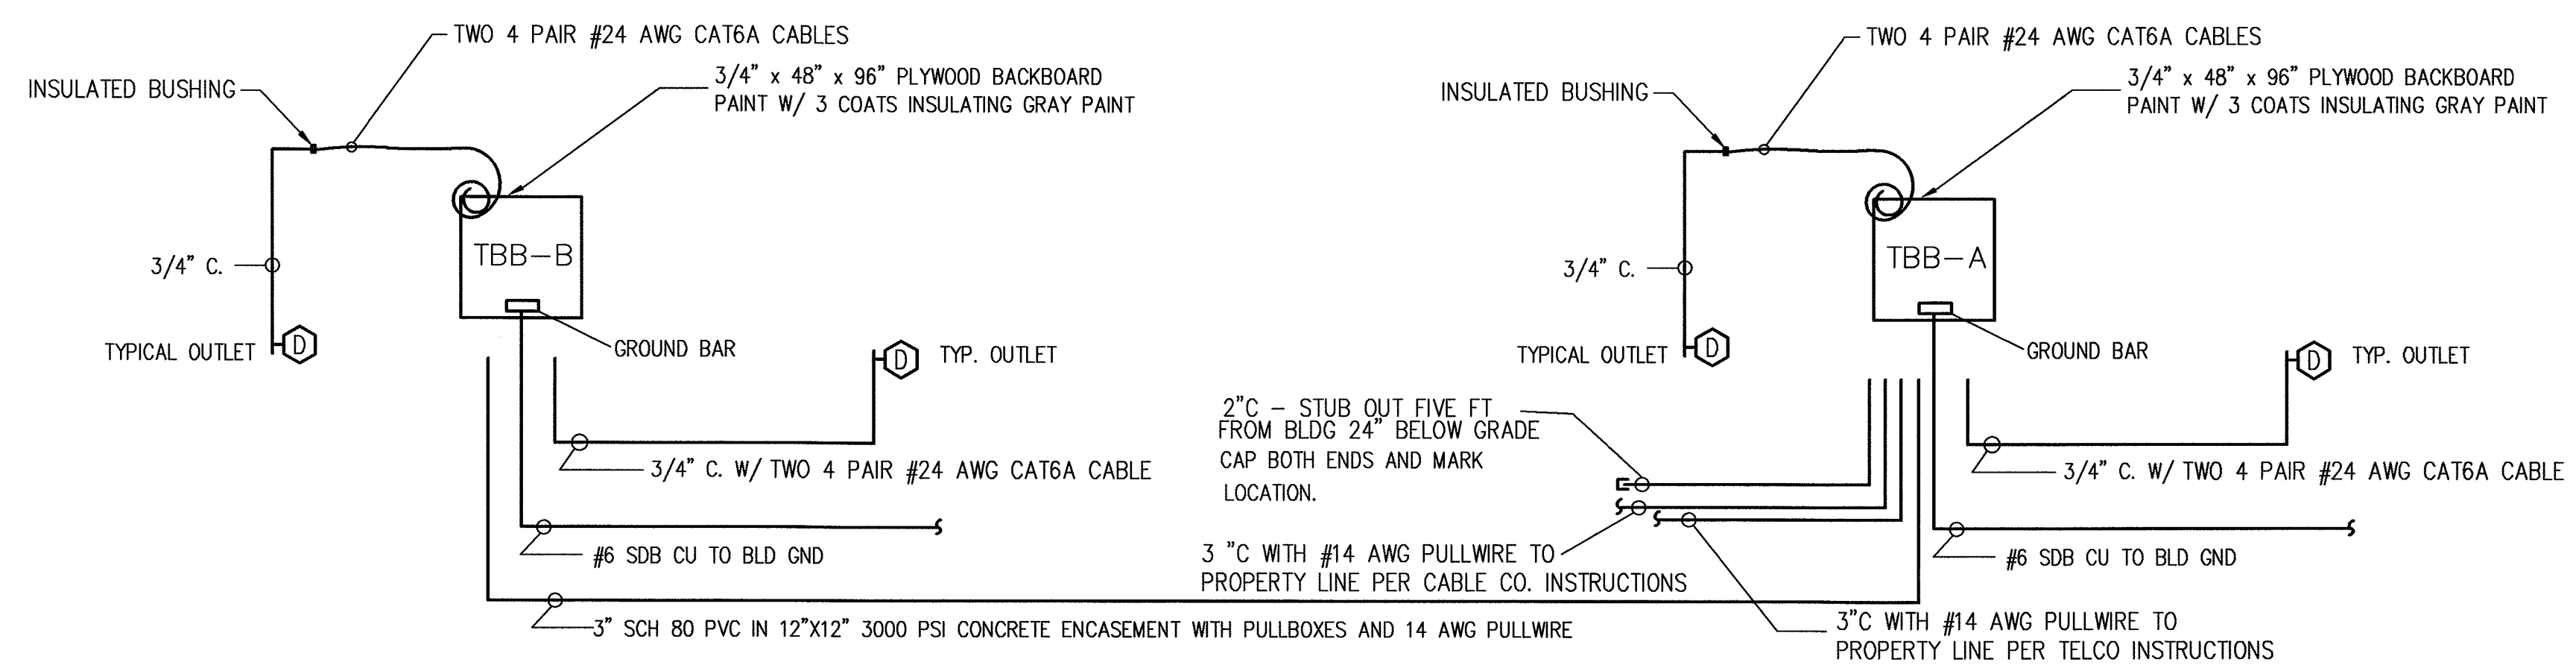 TWO 4 PAIR #24 AWG CAT6A CABLES
INSULATED BUSHING
3/4" x 48" x 96" PLYWOOD BACKBOARD
PAINT W/ 3 COATS INSULATING GRAY PAINT
TBB-B
3/4" C.
TYPICAL OUTLET
D
GROUND BAR
D
TYP. OUTLET
3/4" C. W/ TWO 4 PAIR #24 AWG CAT6A CABLE
#6 SDB CU TO BLD GND
3" SCH 80 PVC IN 12"X12" 3000 PSI CONCRETE ENCASEMENT WITH PULLBOXES AND 14 AWG PULLWIRE
TWO 4 PAIR #24 AWG CAT6A CABLES
INSULATED BUSHING
3/4" x 48" x 96" PLYWOOD BACKBOARD
PAINT W/ 3 COATS INSULATING GRAY PAINT
TBB-A
3/4" C.
TYPICAL OUTLET
D
GROUND BAR
D
TYP. OUTLET
2"C - STUB OUT FIVE FT
FROM BLDG 24" BELOW GRADE
CAP BOTH ENDS AND MARK
LOCATION.
3/4" C. W/ TWO 4 PAIR #24 AWG CAT6A CABLE
3 "C WITH #14 AWG PULLWIRE TO
PROPERTY LINE PER CABLE CO. INSTRUCTIONS
#6 SDB CU TO BLD GND
3"C WITH #14 AWG PULLWIRE TO
PROPERTY LINE PER TELCO INSTRUCTIONS